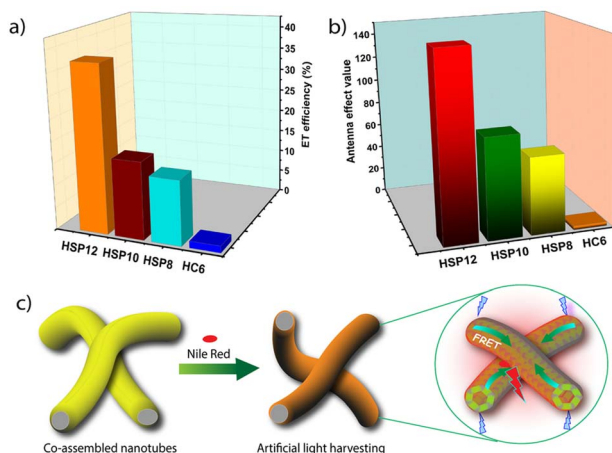 a)
40
35
30
25
20
15
10
5
0
ET efficiency (%)
HSP12 HSP10 HSP8 HC6
b)
Antenna effect value
140
120
100
80
60
40
20
0
HSP12 HSP10 HSP8 HC6
c)
Nile Red
FRET
Co-assembled nanotubes
Artificial light harvesting